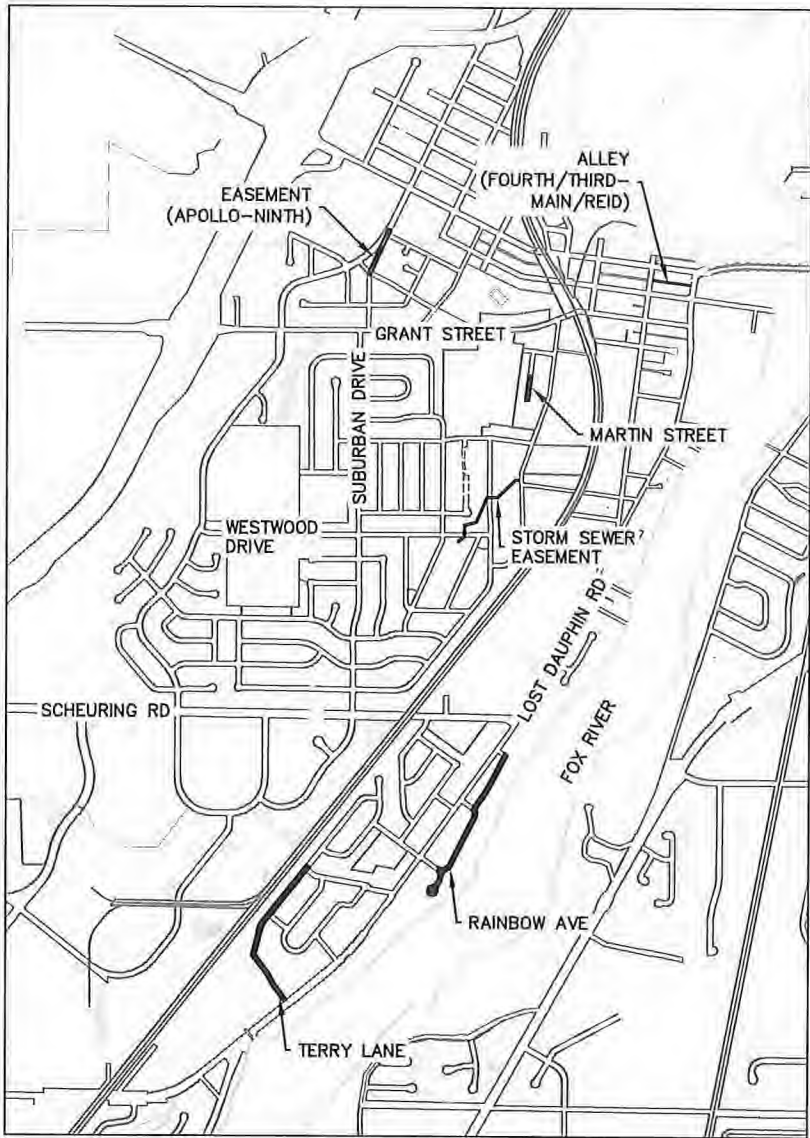 ALLEY
(FOURTH/THIRD-
MAIN/REID)
EASEMENT
(APOLLO-NINTH)
GRANT STREET
SUBURBAN DRIVE
MARTIN STREET
WESTWOOD
DRIVE
STORM SEWER
EASEMENT
LOST DAUPHIN RD
SCHEURING RD
FOX RIVER
RAINBOW AVE
TERRY LANE